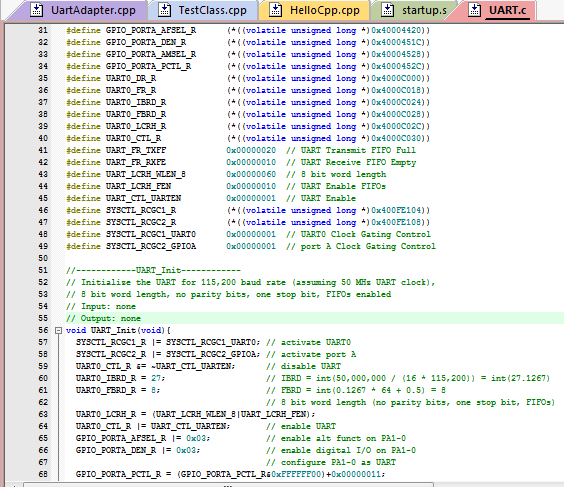 UartAdapter.cpp TestClass.cpp HelloCpp.cpp startup.s UART.c
31 #define GPIO_PORTA_AFSEL_R (*((volatile unsigned long *)0x40004420))
32 #define GPIO_PORTA_DEN_R (*((volatile unsigned long *)0x4000451C))
33 #define GPIO_PORTA_AMSEL_R (*((volatile unsigned long *)0x40004528))
34 #define GPIO_PORTA_PCTL_R (*((volatile unsigned long *)0x4000452C))
35 #define UART0_DR_R (*((volatile unsigned long *)0x4000C000))
36 #define UART0_FR_R (*((volatile unsigned long *)0x4000C018))
37 #define UART0_IBRD_R (*((volatile unsigned long *)0x4000C024))
38 #define UART0_FBRD_R (*((volatile unsigned long *)0x4000C028))
39 #define UART0_LCRH_R (*((volatile unsigned long *)0x4000C02C))
40 #define UART0_CTL_R (*((volatile unsigned long *)0x4000C030))
41 #define UART_FR_TXFF 0x00000020 // UART Transmit FIFO Full
42 #define UART_FR_RXFE 0x00000010 // UART Receive FIFO Empty
43 #define UART_LCRH_WLEN_8 0x00000060 // 8 bit word length
44 #define UART_LCRH_FEN 0x00000010 // UART Enable FIFOs
45 #define UART_CTL_UARTEN 0x00000001 // UART Enable
46 #define SYSCTL_RCGC1_R (*((volatile unsigned long *)0x400FE104))
47 #define SYSCTL_RCGC2_R (*((volatile unsigned long *)0x400FE108))
48 #define SYSCTL_RCGC1_UART0 0x00000001 // UART0 Clock Gating Control
49 #define SYSCTL_RCGC2_GPIOA 0x00000001 // port A Clock Gating Control
50
51 //------------UART_Init------------
52 // Initialize the UART for 115,200 baud rate (assuming 50 MHz UART clock),
53 // 8 bit word length, no parity bits, one stop bit, FIFOs enabled
54 // Input: none
55 // Output: none
56 void UART_Init(void){
57 SYSCTL_RCGC1_R |= SYSCTL_RCGC1_UART0; // activate UART0
58 SYSCTL_RCGC2_R |= SYSCTL_RCGC2_GPIOA; // activate port A
59 UART0_CTL_R &= ~UART_CTL_UARTEN; // disable UART
60 UART0_IBRD_R = 27; // IBRD = int(50,000,000 / (16 * 115,200)) = int(27.1267)
61 UART0_FBRD_R = 8; // FBRD = int(0.1267 * 64 + 0.5) = 8
62 // 8 bit word length (no parity bits, one stop bit, FIFOs)
63 UART0_LCRH_R = (UART_LCRH_WLEN_8|UART_LCRH_FEN);
64 UART0_CTL_R |= UART_CTL_UARTEN; // enable UART
65 GPIO_PORTA_AFSEL_R |= 0x03; // enable alt funct on PA1-0
66 GPIO_PORTA_DEN_R |= 0x03; // enable digital I/O on PA1-0
67 // configure PA1-0 as UART
68 GPIO_PORTA_PCTL_R = (GPIO_PORTA_PCTL_R&0xFFFFFF00)+0x00000011;